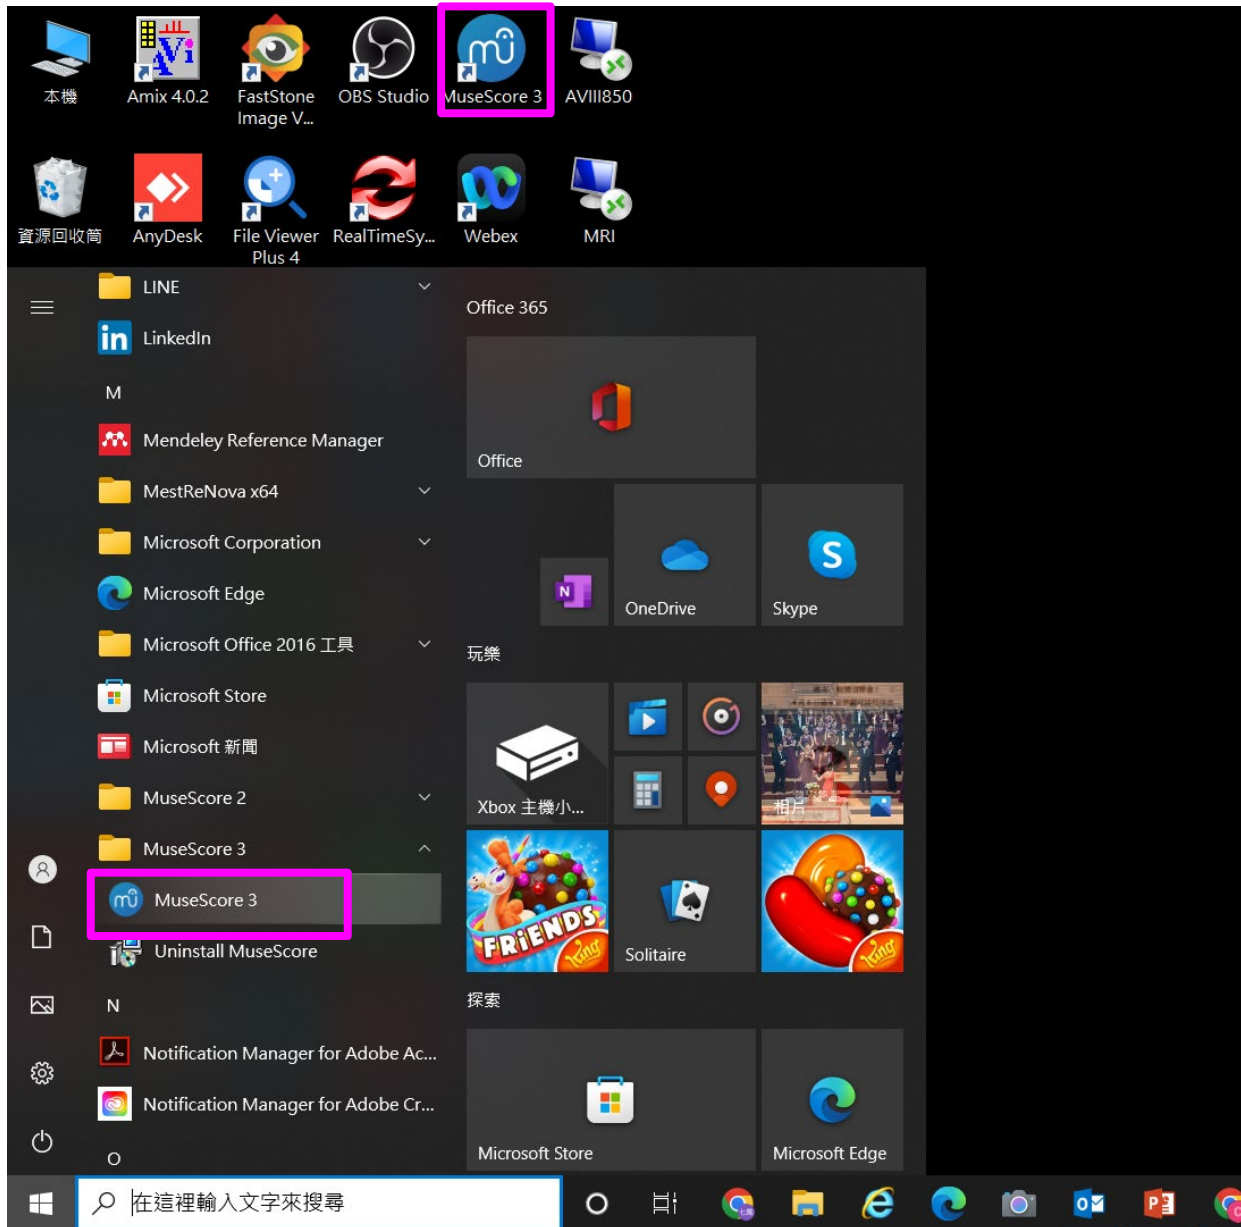 本機
Amix 4.0.2
FastStone
Image V...
OBS Studio
MuseScore 3
AVIII850
資源回收筒
AnyDesk
File Viewer
Plus 4
RealTimeSy...
Webex
MRI
LINE
LinkedIn
M
Mendeley Reference Manager
MestReNova x64
Microsoft Corporation
Microsoft Edge
Microsoft Office 2016 工具
Microsoft Store
Microsoft 新聞
MuseScore 2
MuseScore 3
MuseScore 3
Uninstall MuseScore
N
Notification Manager for Adobe Ac...
Notification Manager for Adobe Cr...
O
Office 365
Office
OneDrive
Skype
玩樂
Xbox 主機小...
相片
FRIENDS
King
Solitaire
King
探索
Microsoft Store
Microsoft Edge
在這裡輸入文字來搜尋